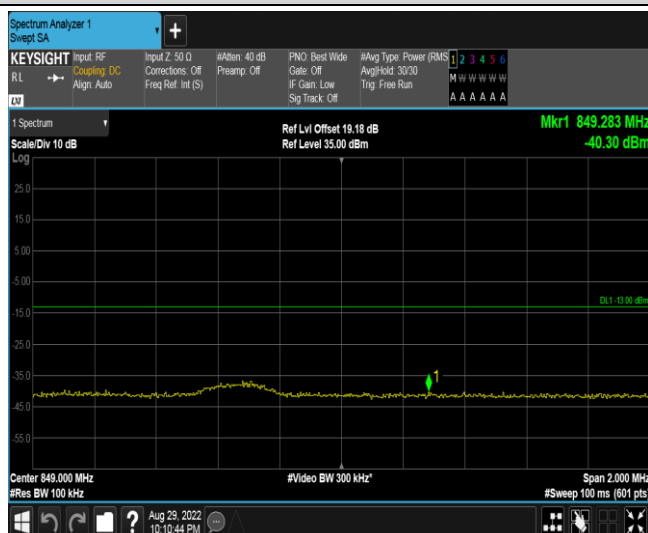 Spectrum Analyzer 1
Swept SA
+
KEYSIGHT
RL
Input: RF
Coupling: DC
Align: Auto
Input Z: 50 Ω
Corrections: Off
Freq Ref: Int (S)
#Atten: 40 dB
Preamp: Off
PNO: Best Wide
Gate: Off
IF Gain: Low
Sig Track: Off
#Avg Type: Power (RMS
Avg|Hold: 30/30
Trig: Free Run
1 2 3 4 5 6
M W W W W W
A A A A A A
LXI
1 Spectrum
Scale/Div 10 dB
Log
Ref Lvl Offset 19.18 dB
Ref Level 35.00 dBm
Mkr1 849.283 MHz
-40.30 dBm
25.0
15.0
5.00
-5.00
-15.0
-25.0
-35.0
-45.0
-55.0
DL1 -13.00 dBm
1
Center 849.000 MHz
#Res BW 100 kHz
#Video BW 300 kHz*
Span 2.000 MHz
#Sweep 100 ms (601 pts)
?
Aug 29, 2022
10:10:44 PM